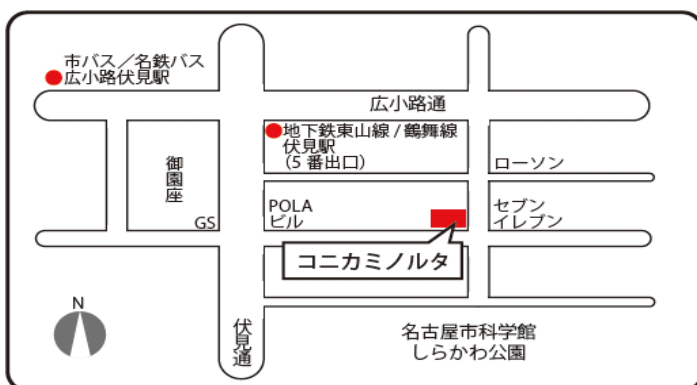 市バス／名鉄バス
広小路伏見駅
広小路通
地下鉄東山線/鶴舞線
伏見駅
(5番出口)
御園座
ローソン
GS
POLA
ビル
セブン
イレブン
コニカミノルタ
N
伏見通
名古屋市科学館
しらかわ公園